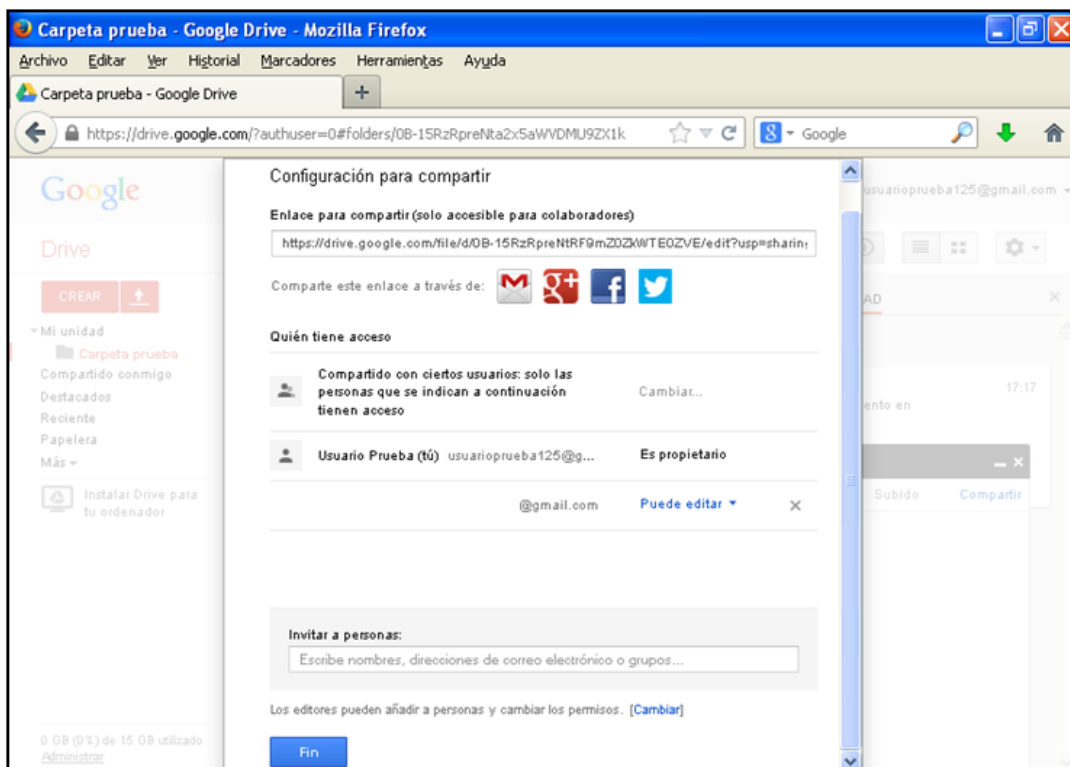 Carpeta prueba - Google Drive - Mozilla Firefox
Archivo Editar Ver Historial Marcadores Herramientas Ayuda
Carpeta prueba - Google Drive +
https://drive.google.com/?authuser=0#folders/0B-15RzRpreNta2x5aWVDMU9ZX1k 8 Google
Google
usuarioprueba125@gmail.com
Drive
CREAR
Mi unidad
Carpeta prueba
Compartido conmigo
Destacados
Reciente
Papelera
Más
Instalar Drive para
tu ordenador
0 GB (0%) de 15 GB utilizado
Administrar
Configuración para compartir
Enlace para compartir (solo accesible para colaboradores)
https://drive.google.com/file/d/0B-15RzRpreNtRF9mZ0ZkWTE0ZVE/edit?usp=sharing
Comparte este enlace a través de: M g+ f
Quién tiene acceso
Compartido con ciertos usuarios: solo las
personas que se indican a continuación
tienen acceso
Cambiar...
Usuario Prueba (tú) usuarioprueba125@g... Es propietario
@gmail.com Puede editar
Invitar a personas:
Escribe nombres, direcciones de correo electrónico o grupos...
Los editores pueden añadir a personas y cambiar los permisos. [Cambiar]
Fin
AD
17:17
ento en
Subido Compartir